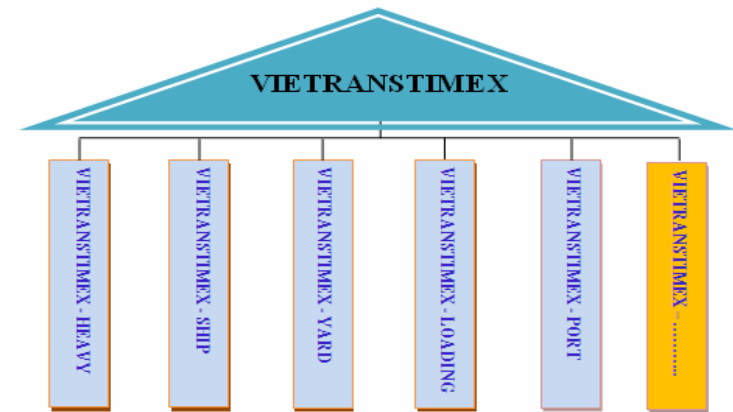 VIETRANSTIMEX
VIETRANSTIMEX - HEAVY
VIETRANSTIMEX - SHIP
VIETRANSTIMEX - YARD
VIETRANSTIMEX - LOADING
VIETRANSTIMEX - PORT
VIETRANSTIMEX - ...........